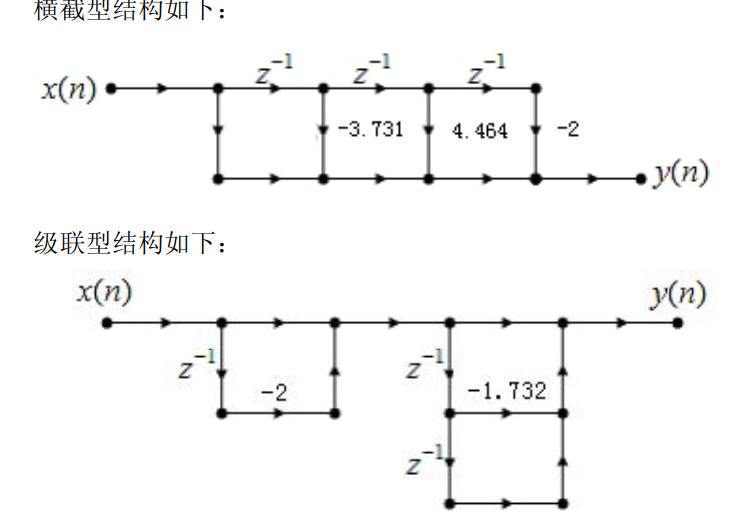 横截型结构如下：
z⁻¹ z⁻¹ z⁻¹
x(n)
-3.731 4.464 -2
y(n)
级联型结构如下：
x(n) y(n)
z⁻¹ z⁻¹
-2 -1.732
z⁻¹